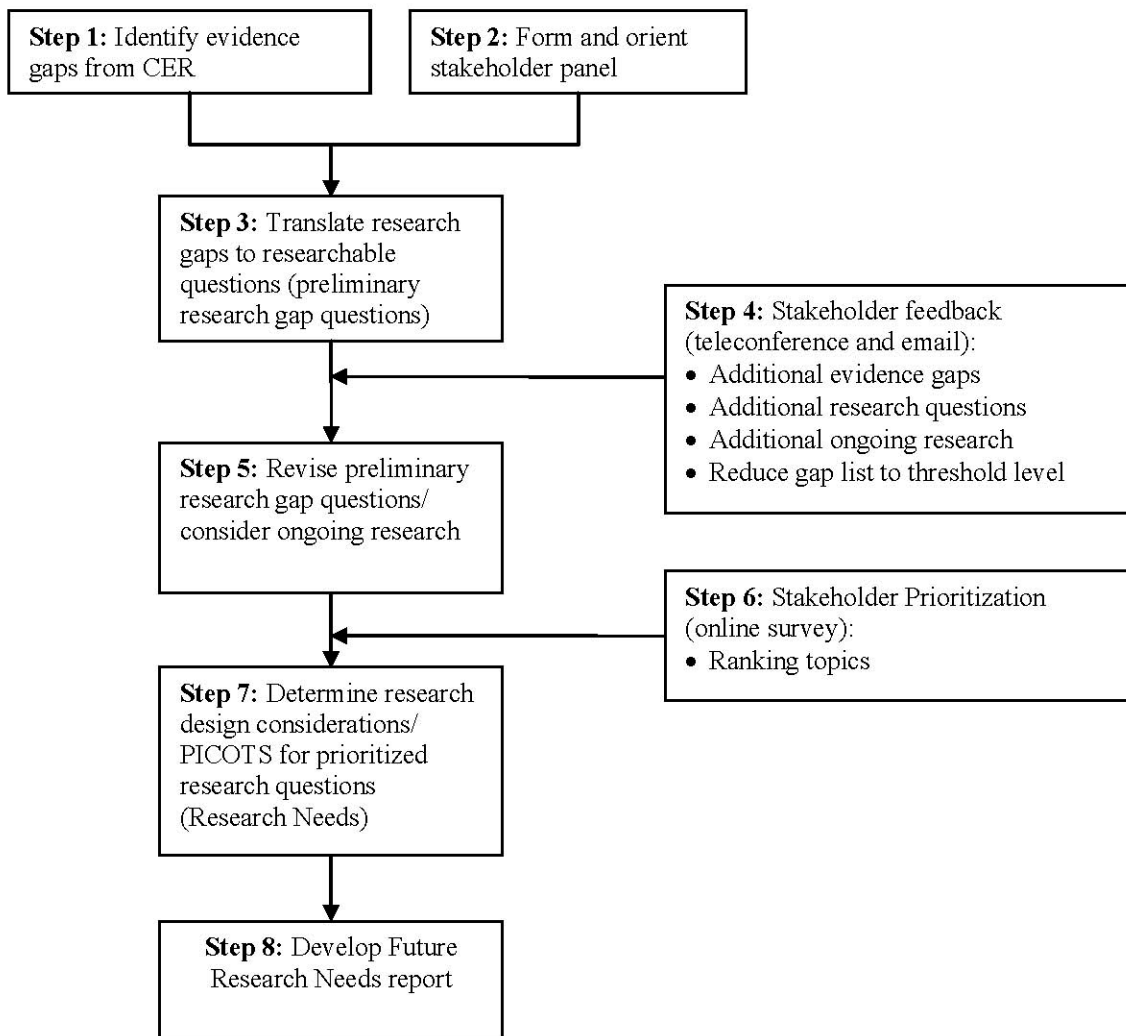 Step 1: Identify evidence
gaps from CER
Step 2: Form and orient
stakeholder panel
Step 3: Translate research
gaps to researchable
questions (preliminary
research gap questions)
Step 4: Stakeholder feedback
(teleconference and email):
• Additional evidence gaps
• Additional research questions
• Additional ongoing research
• Reduce gap list to threshold level
Step 5: Revise preliminary
research gap questions/
consider ongoing research
Step 6: Stakeholder Prioritization
(online survey):
• Ranking topics
Step 7: Determine research
design considerations/
PICOTS for prioritized
research questions
(Research Needs)
Step 8: Develop Future
Research Needs report